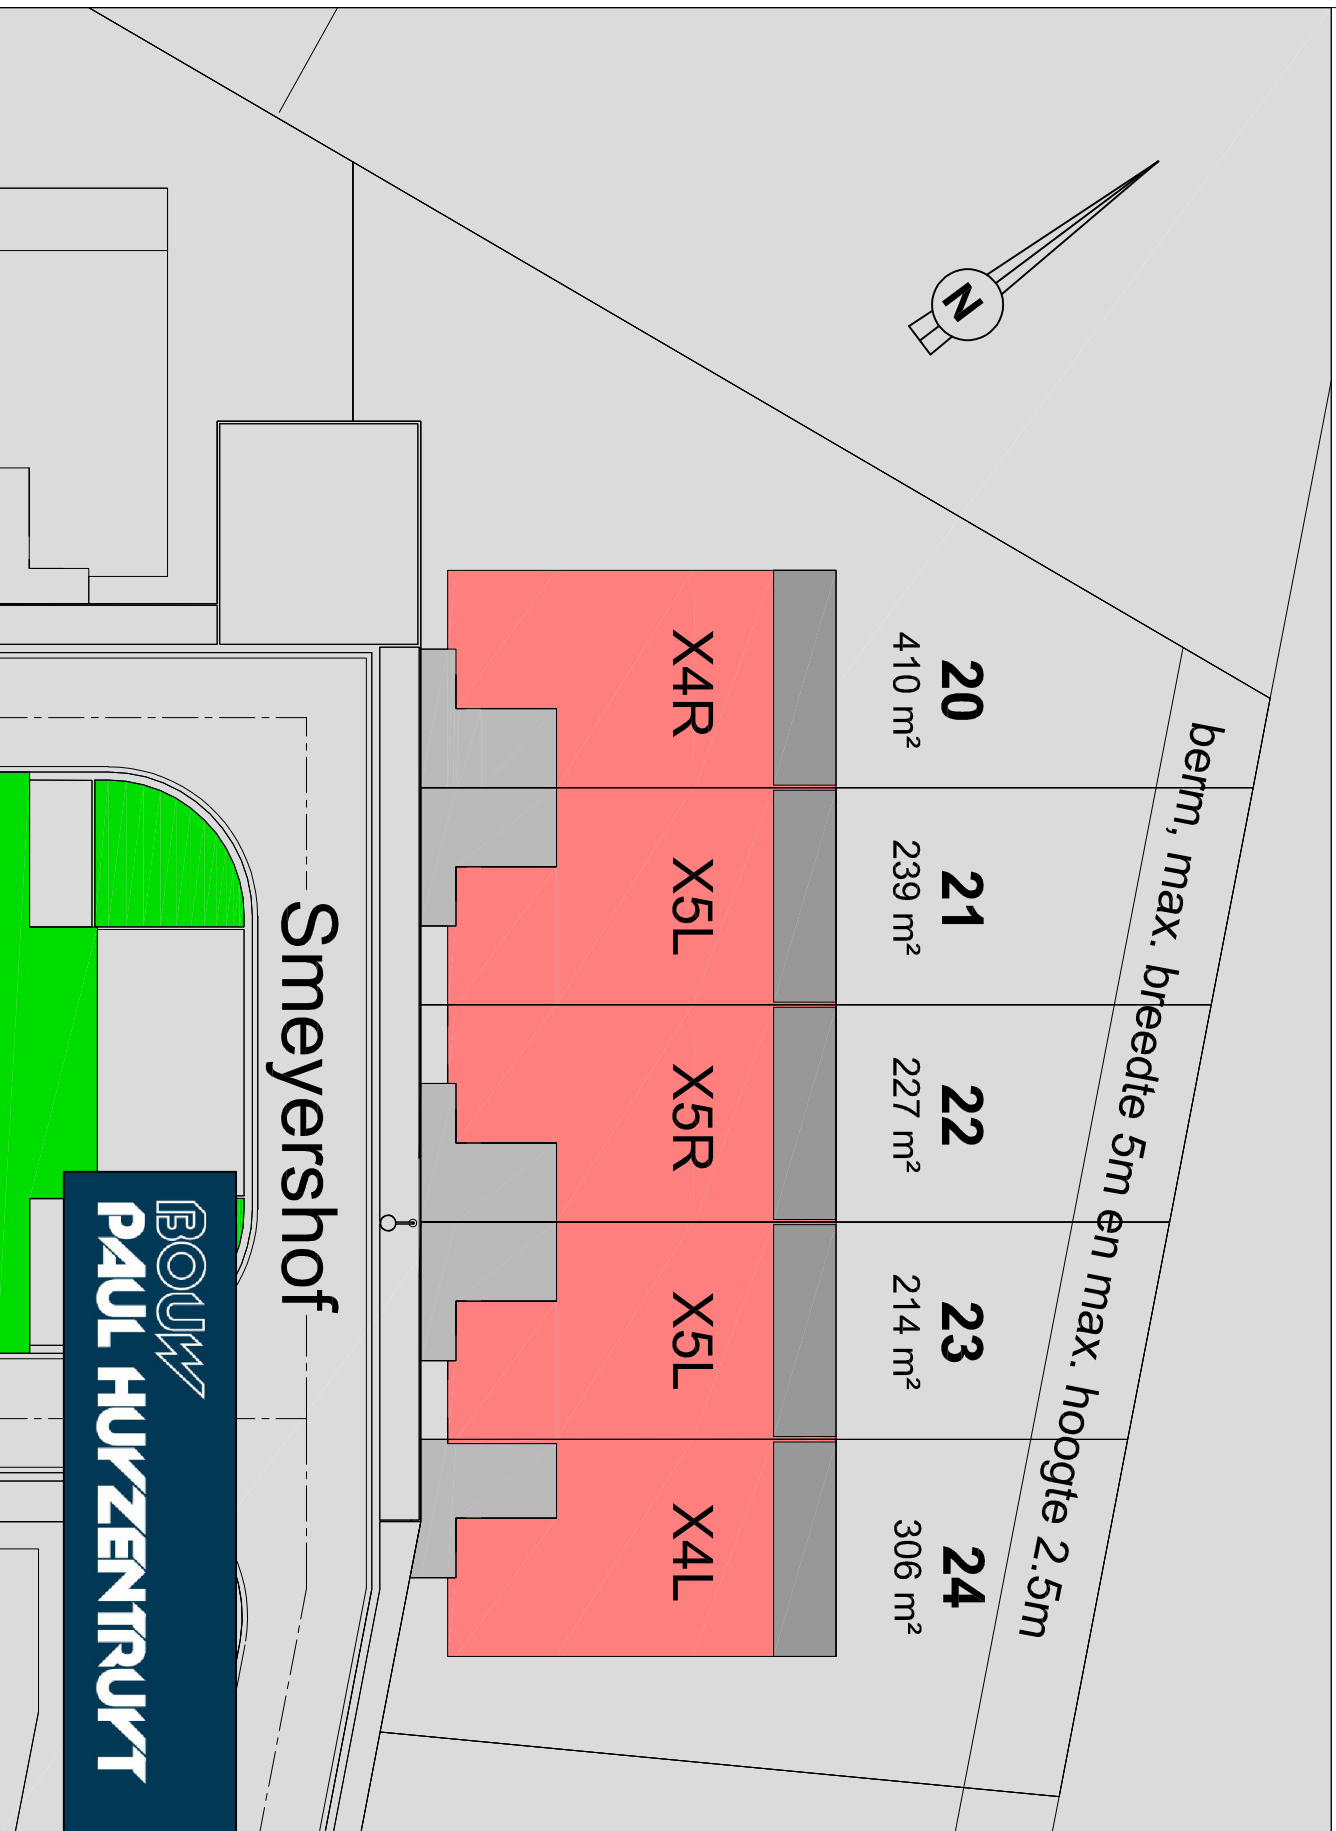 N
20
410 m²
21
239 m²
22
227 m²
23
214 m²
24
306 m²
berm, max. breedte 5m en max. hoogte 2.5m
X4R
X5L
X5R
X5L
X4L
Smeyershof
BOUW
PAUL HUYZENTRUYT